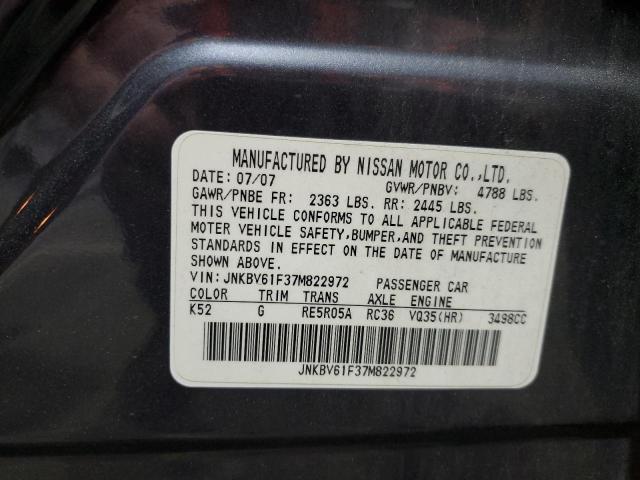 MANUFACTURED BY NISSAN MOTOR CO.,LTD.
DATE: 07/07 GVWR/PNBV: 4788 LBS.
GAWR/PNBE FR: 2363 LBS. RR: 2445 LBS.
THIS VEHICLE CONFORMS TO ALL APPLICABLE FEDERAL
MOTER VEHICLE SAFETY,BUMPER,AND THEFT PREVENTION
STANDARDS IN EFFECT ON THE DATE OF MANUFACTURE
SHOWN ABOVE.
VIN: JNKBV61F37M822972 PASSENGER CAR
COLOR TRIM TRANS AXLE ENGINE
K52 G RE5R05A RC36 VQ35(HR) 3498CC
JNKBV61F37M822972